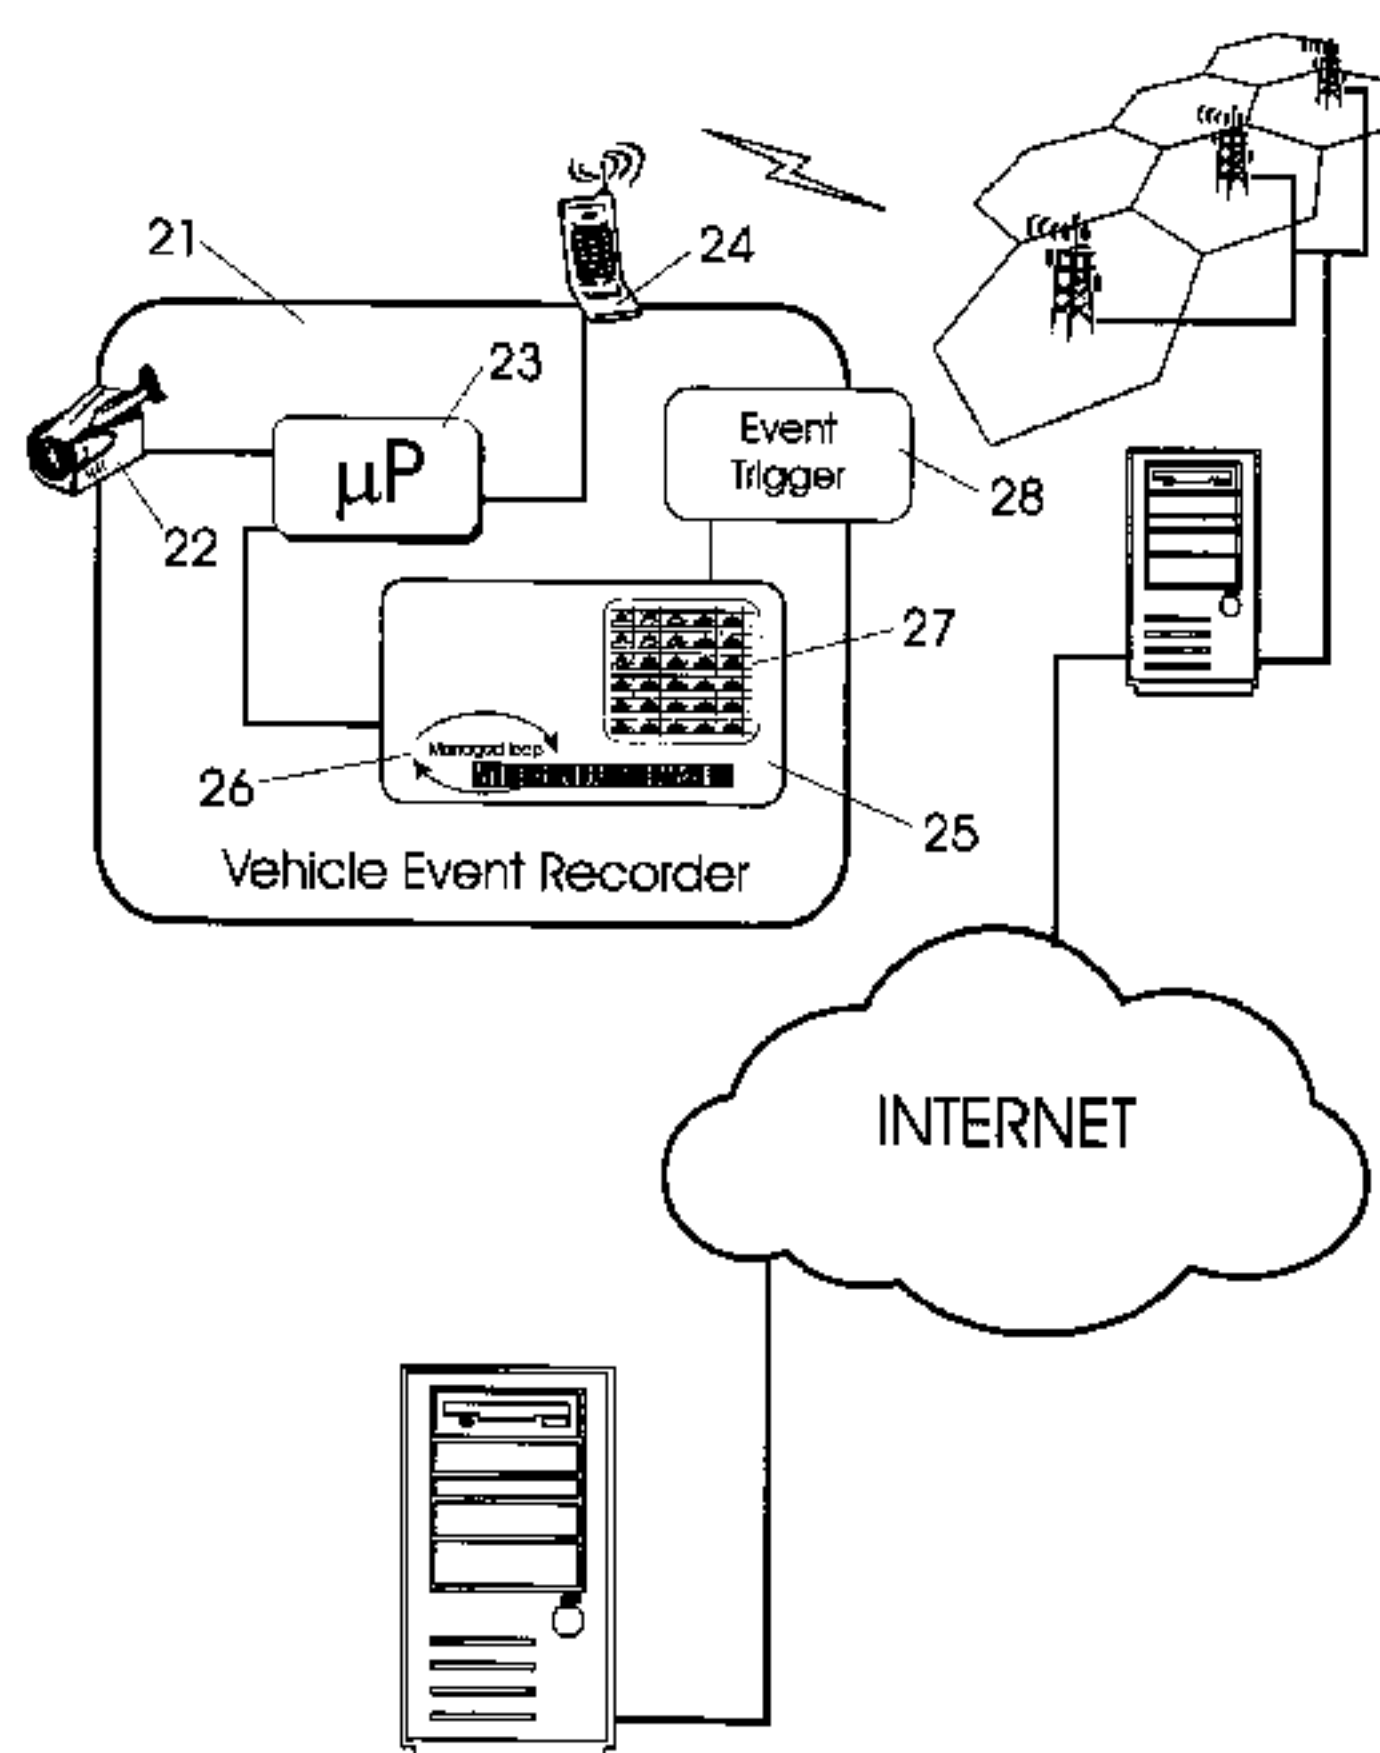 21
24
23
μP
Event
Trigger
28
22
27
Managed loop
26
25
Vehicle Event Recorder
INTERNET